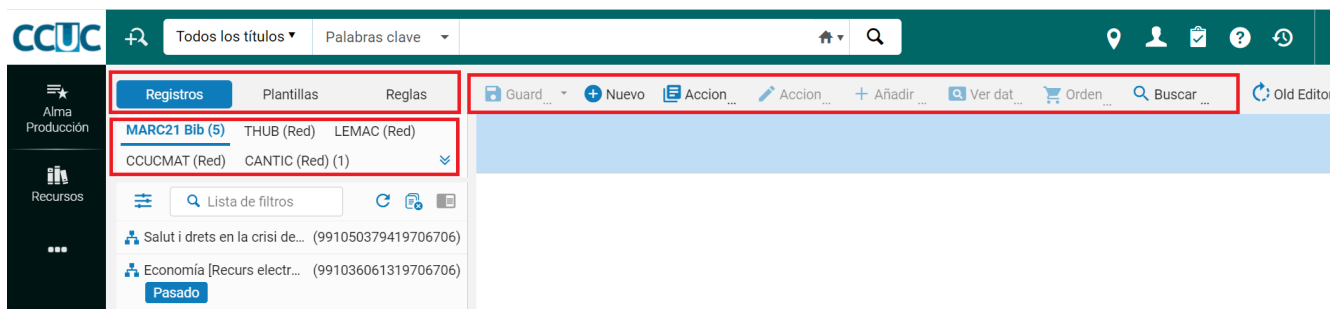 CCUC Todos los títulos Palabras clave
Alma
Producción
Recursos
Registros Plantillas Reglas
Guard... Nuevo Accion... Accion... Añadir ... Ver dat... Orden... Buscar ... Old Editor
MARC21 Bib (5) THUB (Red) LEMAC (Red)
CCUCMAT (Red) CANTIC (Red) (1)
Lista de filtros
Salut i drets en la crisi de... (991050379419706706)
Economía [Recurs electr... (991036061319706706)
Pasado